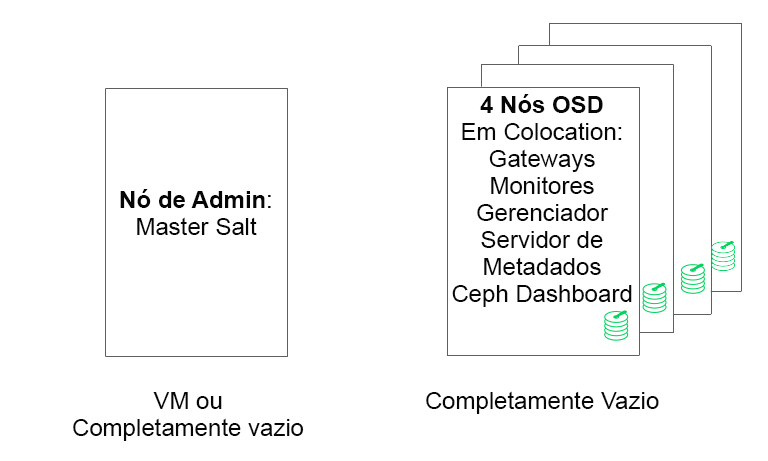 Nó de Admin:
Master Salt
VM ou
Completamente vazio
4 Nós OSD
Em Colocation:
Gateways
Monitores
Gerenciador
Servidor de
Metadados
Ceph Dashboard
Completamente Vazio